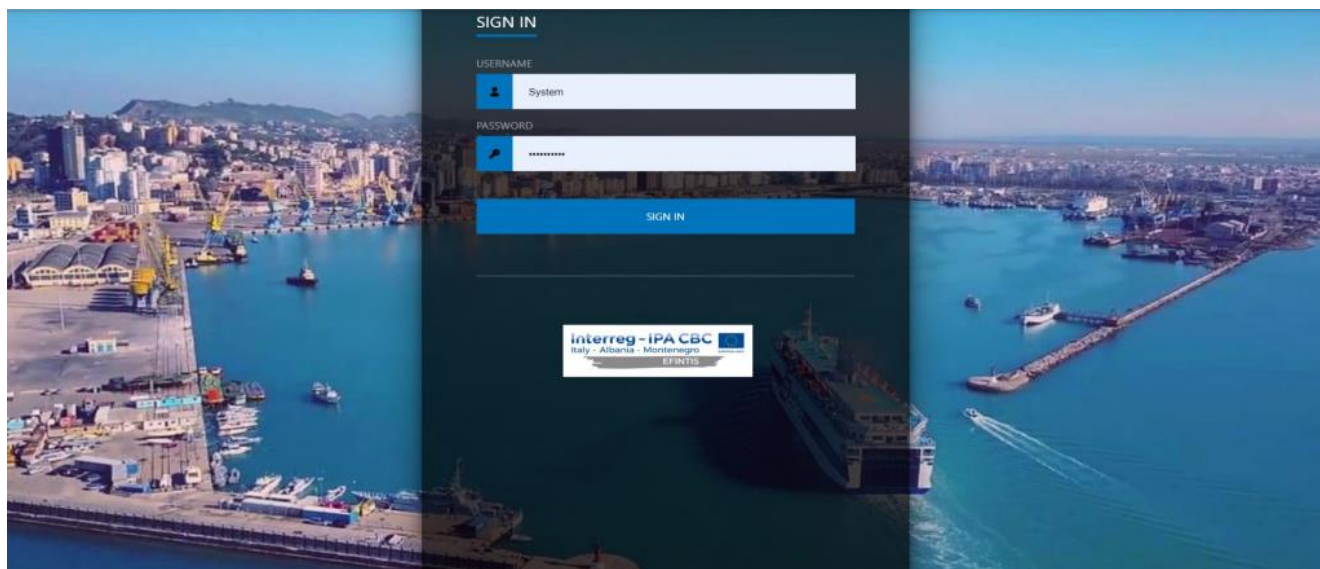 SIGN IN
USERNAME
System
PASSWORD
••••••••••
SIGN IN
Interreg - IPA CBC
Italy - Albania - Montenegro
EFINTIS